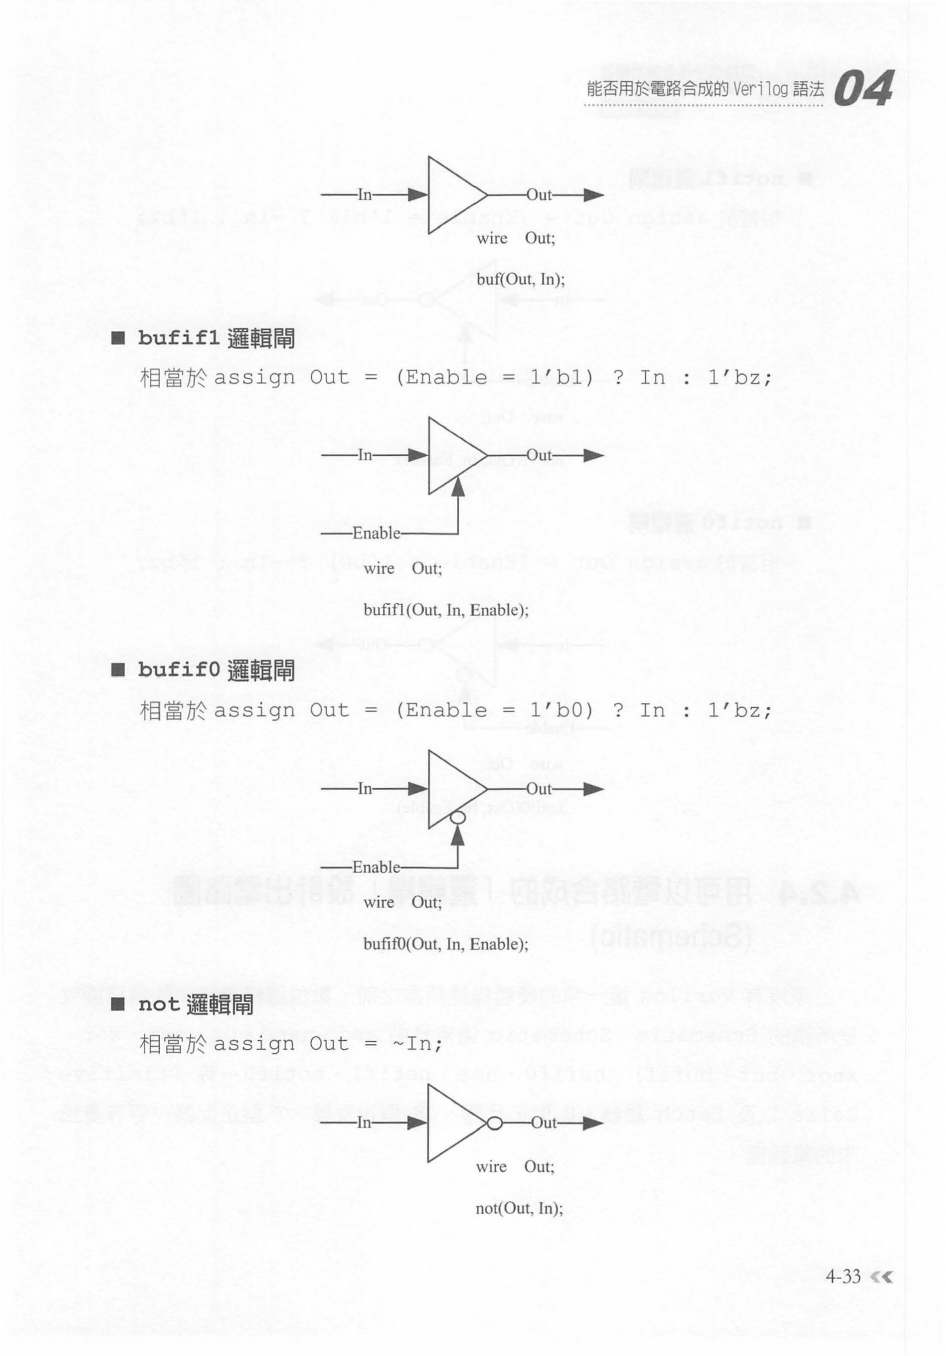 能否用於電路合成的 Verilog 語法 04
In Out
wire Out;
buf(Out, In);
■ bufif1 邏輯閘
相當於 assign Out = (Enable = 1'b1) ? In : 1'bz;
In Out
Enable
wire Out;
bufif1(Out, In, Enable);
■ bufif0 邏輯閘
相當於 assign Out = (Enable = 1'b0) ? In : 1'bz;
In Out
Enable
wire Out;
bufif0(Out, In, Enable);
■ not 邏輯閘
相當於 assign Out = ~In;
In Out
wire Out;
not(Out, In);
4-33